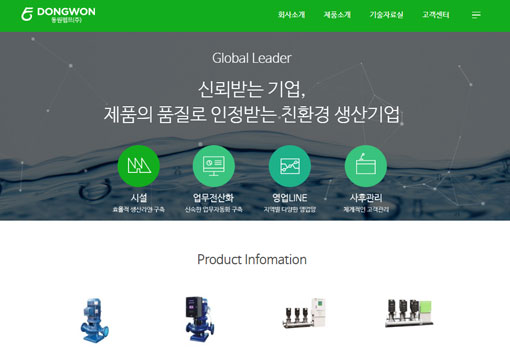 DONGWON
동원펌프(주)
회사소개 제품소개 기술자료실 고객센터
Global Leader
신뢰받는 기업,
제품의 품질로 인정받는 친환경 생산기업
시설 업무전산화 영업LINE 사후관리
효율적 생산라인 구축 신속한 업무자동화 구축 지역별 다양한 영업망 체계적인 고객관리
Product Infomation